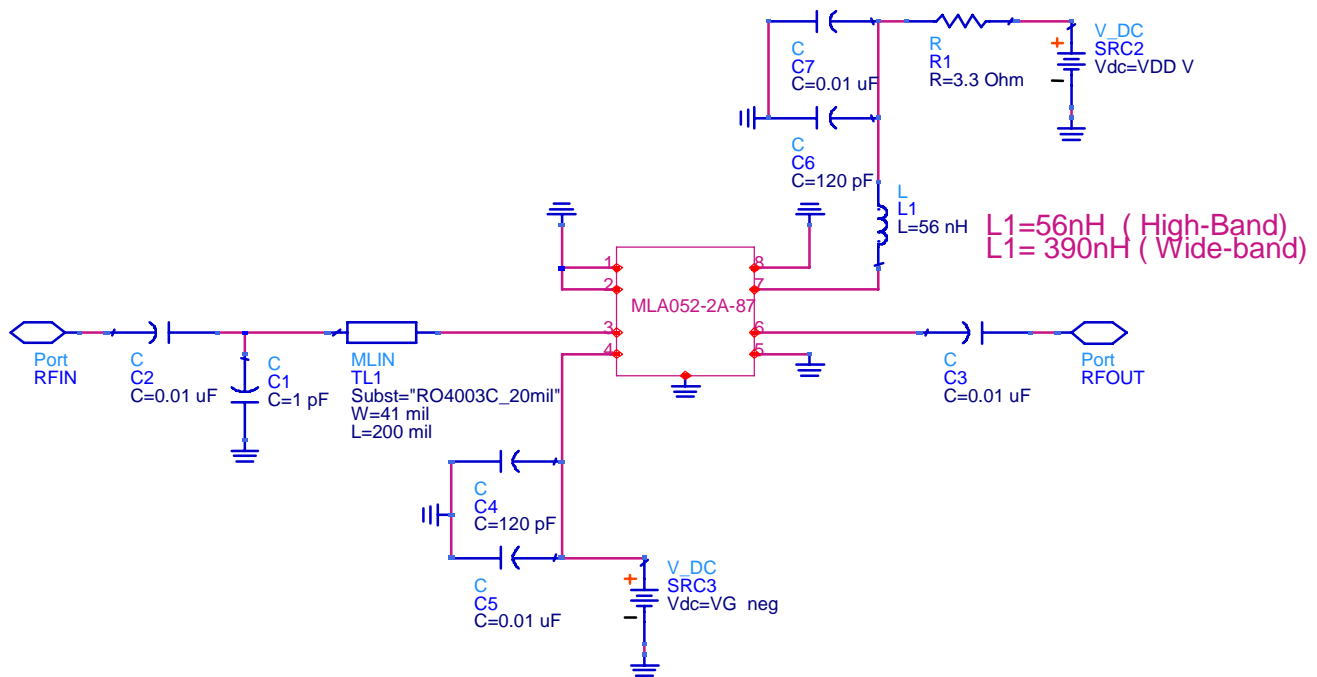 C
C7
C=0.01 uF
R
R1
R=3.3 Ohm
V_DC
SRC2
Vdc=VDD V
+
–
C
C6
C=120 pF
L
L1
L=56 nH
L1=56nH ( High-Band)
L1= 390nH ( Wide-band)
1
2
3
4
8
7
6
5
MLA052-2A-87
Port
RFIN
C
C2
C=0.01 uF
C
C1
C=1 pF
MLIN
TL1
Subst="RO4003C_20mil"
W=41 mil
L=200 mil
C
C3
C=0.01 uF
Port
RFOUT
C
C4
C=120 pF
C
C5
C=0.01 uF
V_DC
SRC3
Vdc=VG neg
+
–